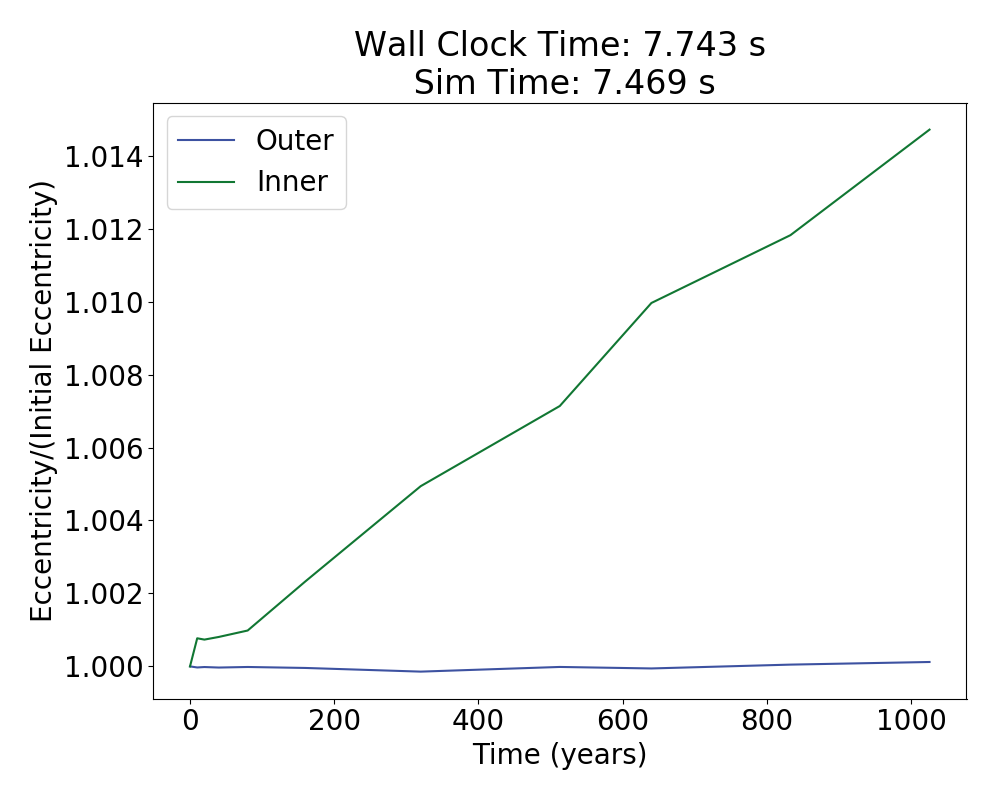 Wall Clock Time: 7.743 s
Sim Time: 7.469 s
Outer
Inner
Eccentricity/(Initial Eccentricity)
1.014
1.012
1.010
1.008
1.006
1.004
1.002
1.000
0 200 400 600 800 1000
Time (years)